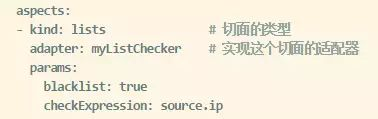 aspects:
- kind: lists # 切面的类型
adapter: myListChecker # 实现这个切面的适配器
params:
blacklist: true
checkExpression: source.ip